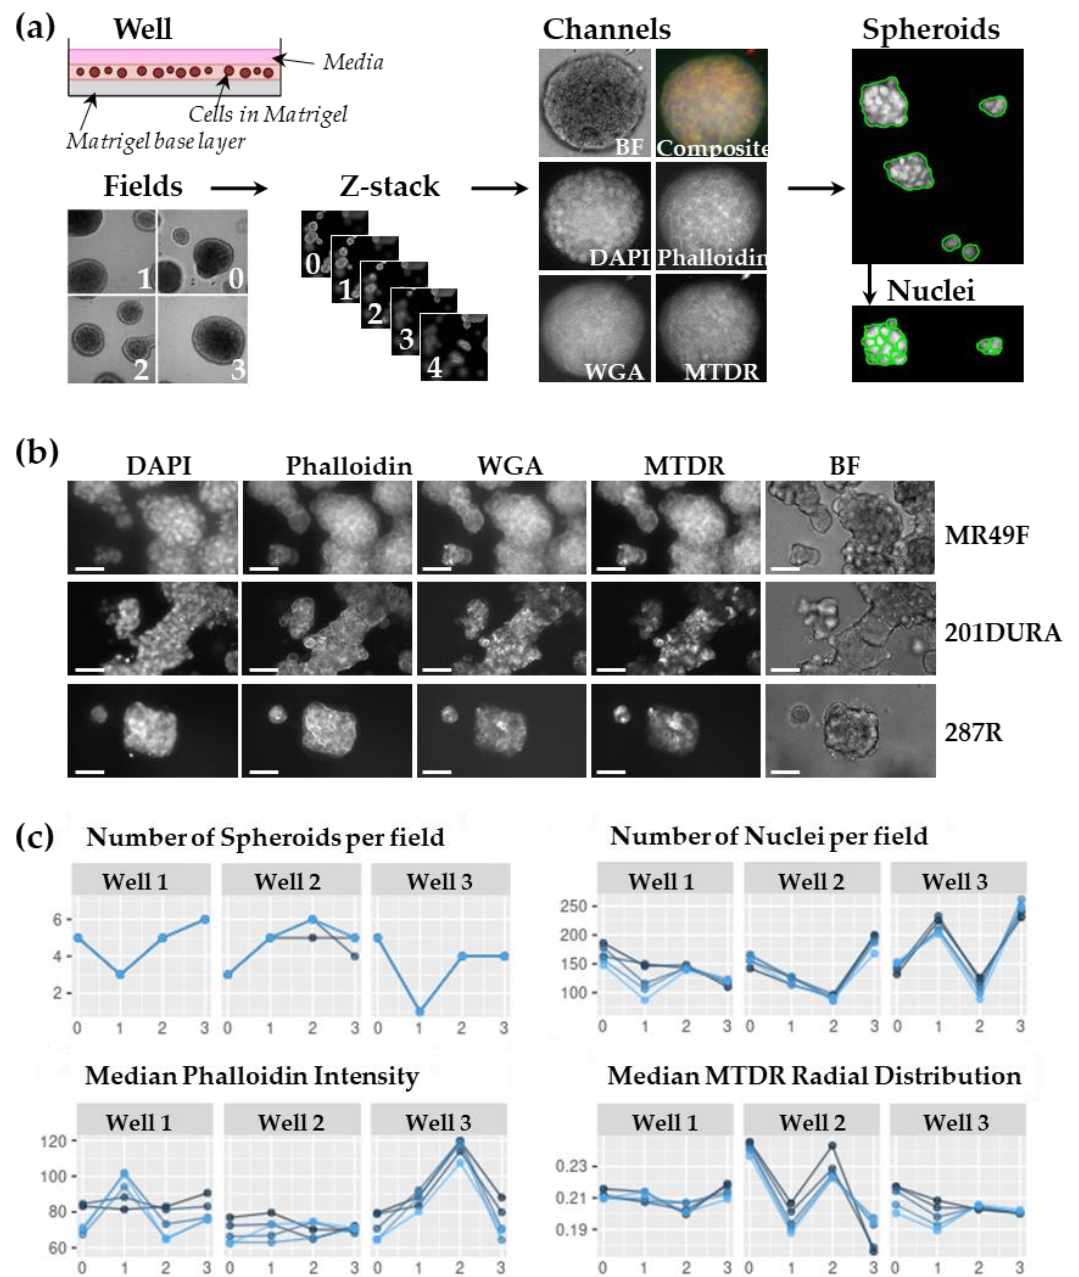 (a)
Well
Media
Cells in Matrigel
Matrigel base layer
Fields
1
0
2
3
Z-stack
0
1
2
3
4
Channels
BF
Composite
DAPI
Phalloidin
WGA
MTDR
Spheroids
Nuclei
(b)
DAPI Phalloidin WGA MTDR BF
MR49F
201DURA
287R
(c)
Number of Spheroids per field
Well 1 Well 2 Well 3
6
4
2
0 1 2 3 0 1 2 3 0 1 2 3
Number of Nuclei per field
Well 1 Well 2 Well 3
250
200
150
100
0 1 2 3 0 1 2 3 0 1 2 3
Median Phalloidin Intensity
Well 1 Well 2 Well 3
120
100
80
60
0 1 2 3 0 1 2 3 0 1 2 3
Median MTDR Radial Distribution
Well 1 Well 2 Well 3
0.23
0.21
0.19
0 1 2 3 0 1 2 3 0 1 2 3